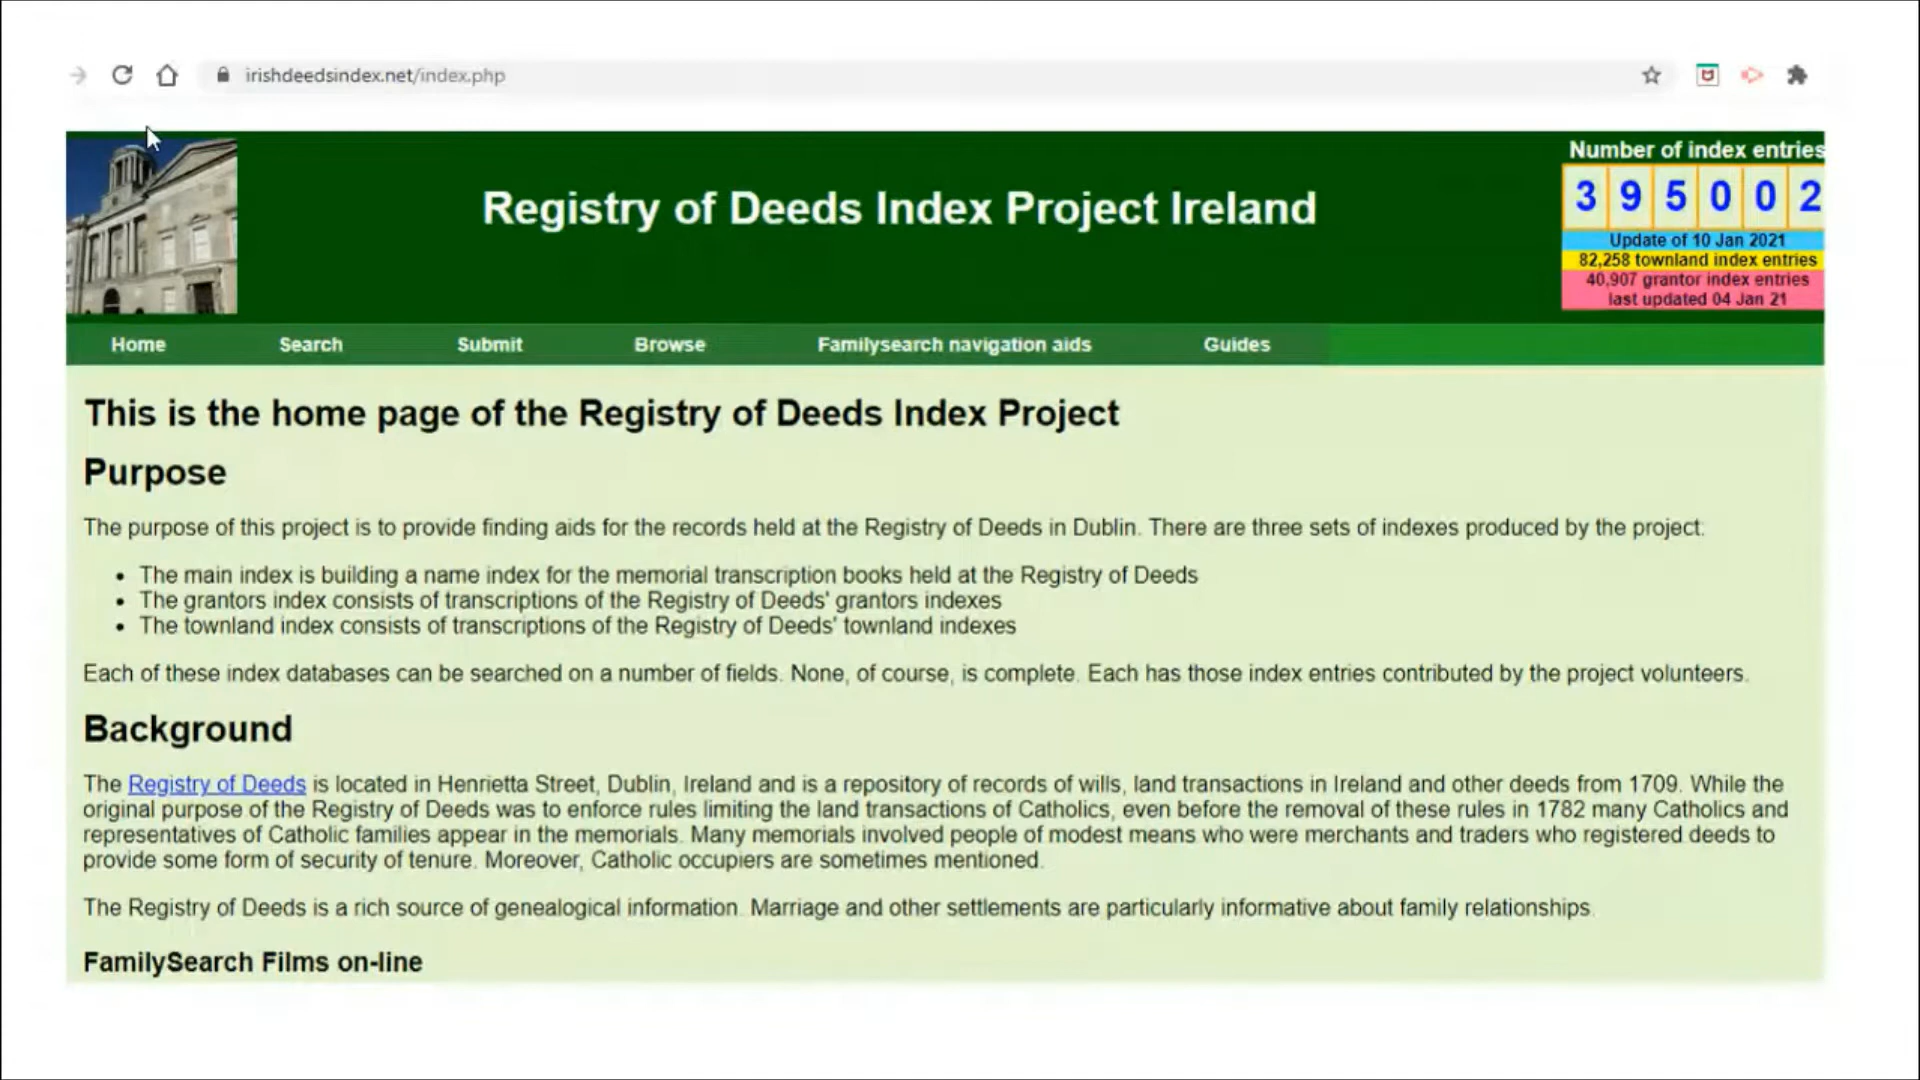 irishdeedsindex.net/index.php
Registry of Deeds Index Project Ireland
Number of index entries
395002
Update of 10 Jan 2021
82,258 townland index entries
40,907 grantor index entries
last updated 04 Jan 21
Home Search Submit Browse Familysearch navigation aids Guides
This is the home page of the Registry of Deeds Index Project
Purpose
The purpose of this project is to provide finding aids for the records held at the Registry of Deeds in Dublin. There are three sets of indexes produced by the project:
• The main index is building a name index for the memorial transcription books held at the Registry of Deeds
• The grantors index consists of transcriptions of the Registry of Deeds' grantors indexes
• The townland index consists of transcriptions of the Registry of Deeds' townland indexes
Each of these index databases can be searched on a number of fields. None, of course, is complete. Each has those index entries contributed by the project volunteers.
Background
The Registry of Deeds is located in Henrietta Street, Dublin, Ireland and is a repository of records of wills, land transactions in Ireland and other deeds from 1709. While the
original purpose of the Registry of Deeds was to enforce rules limiting the land transactions of Catholics, even before the removal of these rules in 1782 many Catholics and
representatives of Catholic families appear in the memorials. Many memorials involved people of modest means who were merchants and traders who registered deeds to
provide some form of security of tenure. Moreover, Catholic occupiers are sometimes mentioned.
The Registry of Deeds is a rich source of genealogical information. Marriage and other settlements are particularly informative about family relationships.
FamilySearch Films on-line